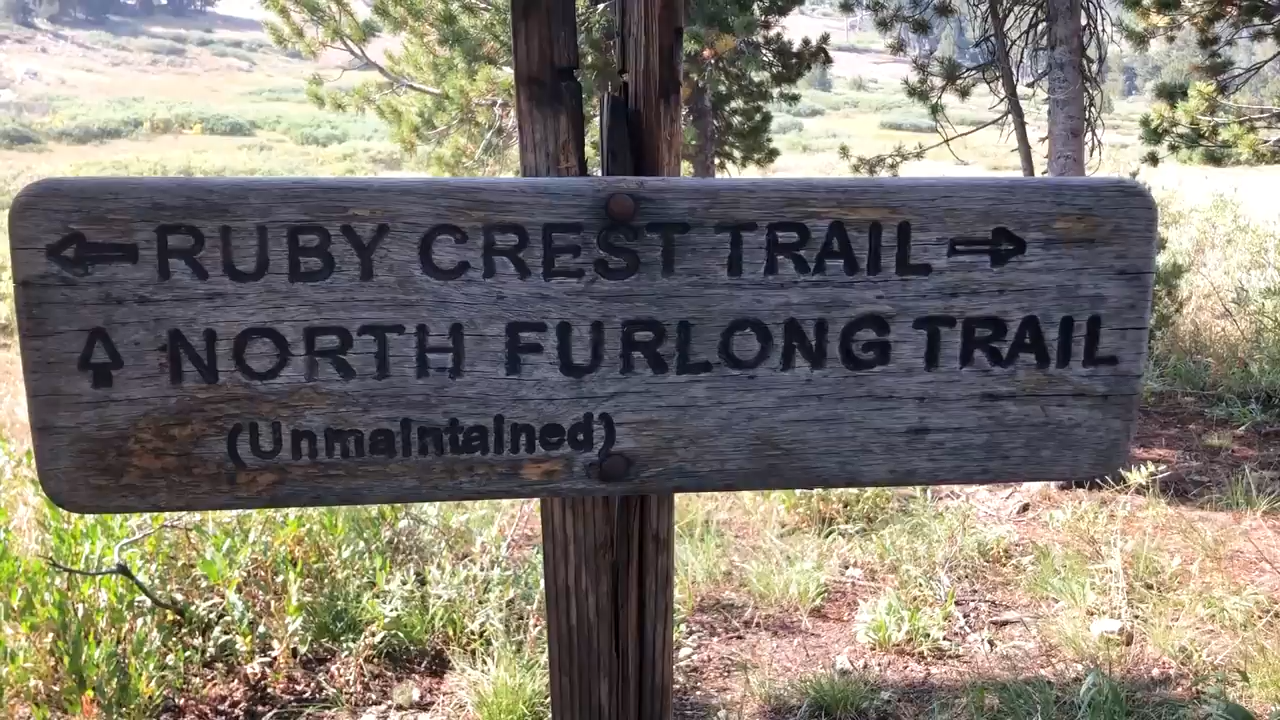 ← RUBY CREST TRAIL →
↑ NORTH FURLONG TRAIL
(Unmaintained)